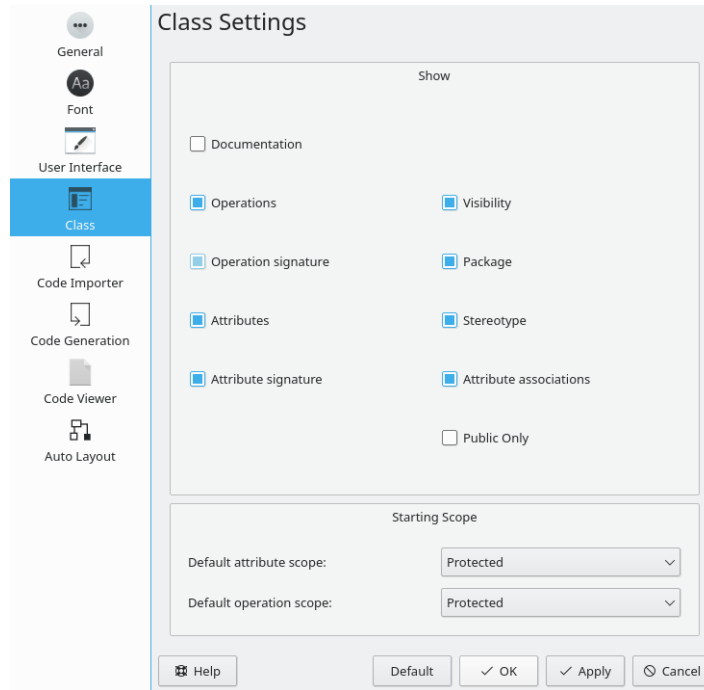 General
Aa
Font
User Interface
Class
Code Importer
Code Generation
Code Viewer
Auto Layout
Class Settings
Show
Documentation
Operations
Visibility
Operation signature
Package
Attributes
Stereotype
Attribute signature
Attribute associations
Public Only
Starting Scope
Default attribute scope: Protected
Default operation scope: Protected
Help Default OK Apply Cancel